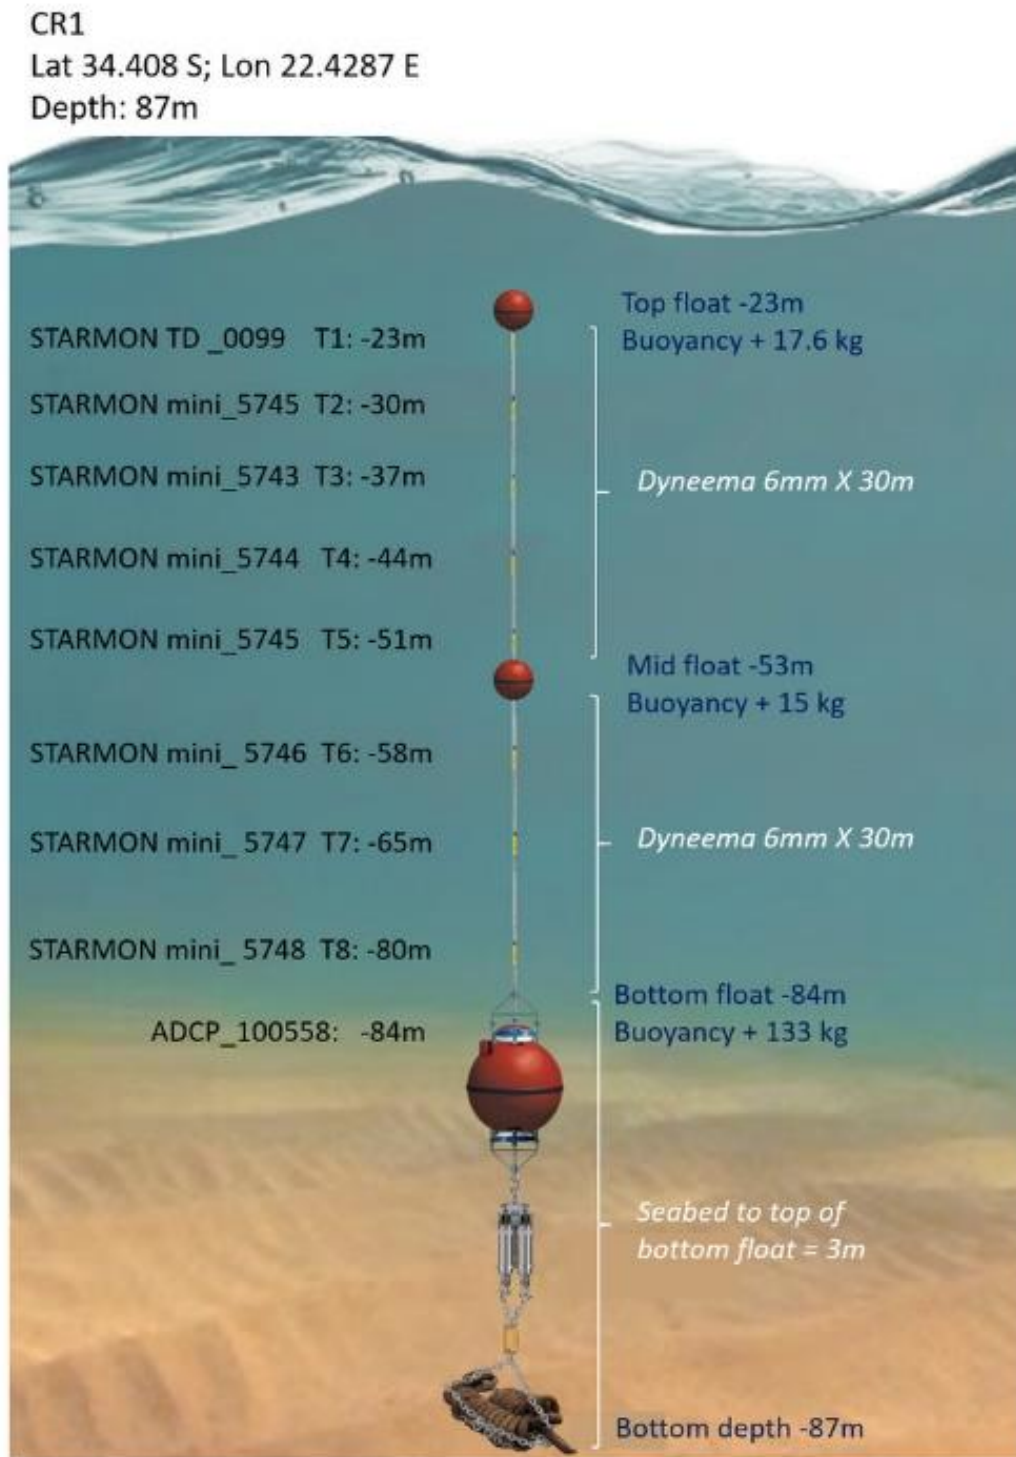 CR1
Lat 34.408 S; Lon 22.4287 E
Depth: 87m
Top float -23m
Buoyancy + 17.6 kg
STARMON TD _0099 T1: -23m
STARMON mini_5745 T2: -30m
STARMON mini_5743 T3: -37m
Dyneema 6mm X 30m
STARMON mini_5744 T4: -44m
STARMON mini_5745 T5: -51m
Mid float -53m
Buoyancy + 15 kg
STARMON mini_ 5746 T6: -58m
STARMON mini_ 5747 T7: -65m
Dyneema 6mm X 30m
STARMON mini_ 5748 T8: -80m
Bottom float -84m
Buoyancy + 133 kg
ADCP_100558: -84m
Seabed to top of
bottom float = 3m
Bottom depth -87m